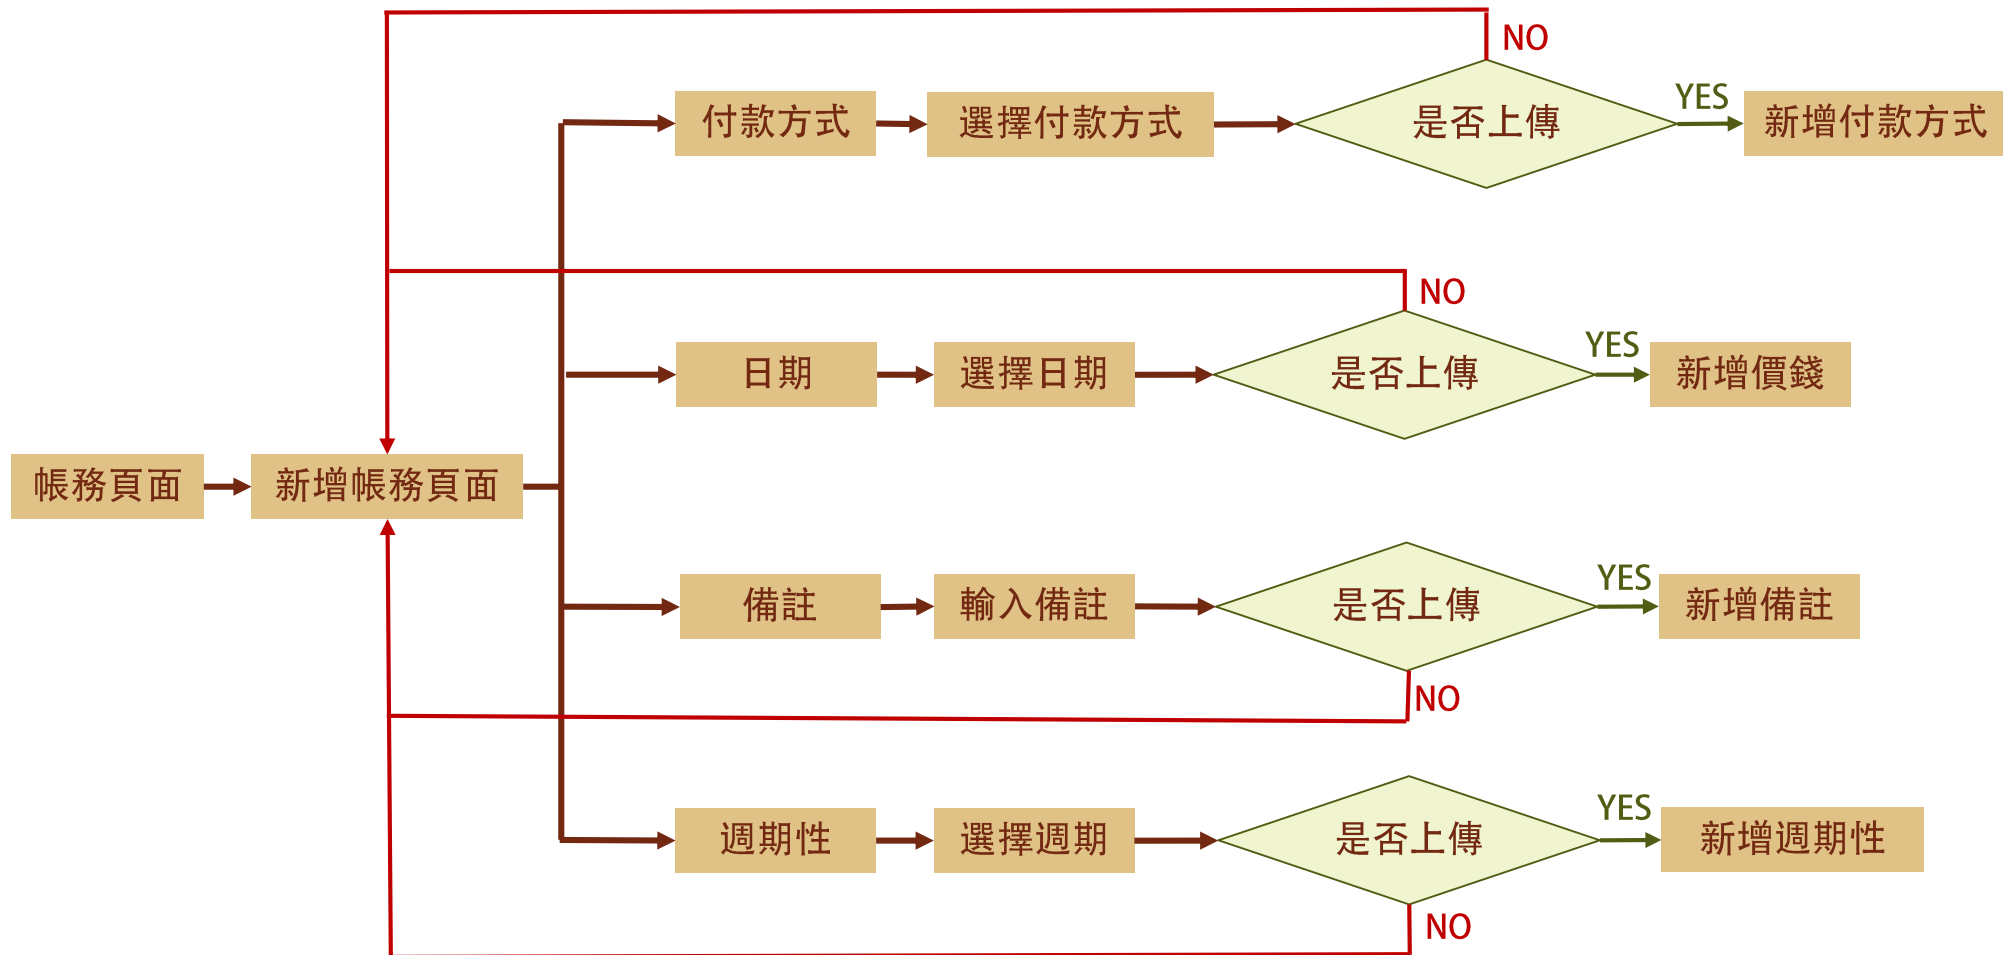 NO
付款方式
選擇付款方式
是否上傳
YES
新增付款方式
NO
日期
選擇日期
是否上傳
YES
新增價錢
帳務頁面
新增帳務頁面
備註
輸入備註
是否上傳
YES
新增備註
NO
週期性
選擇週期
是否上傳
YES
新增週期性
NO